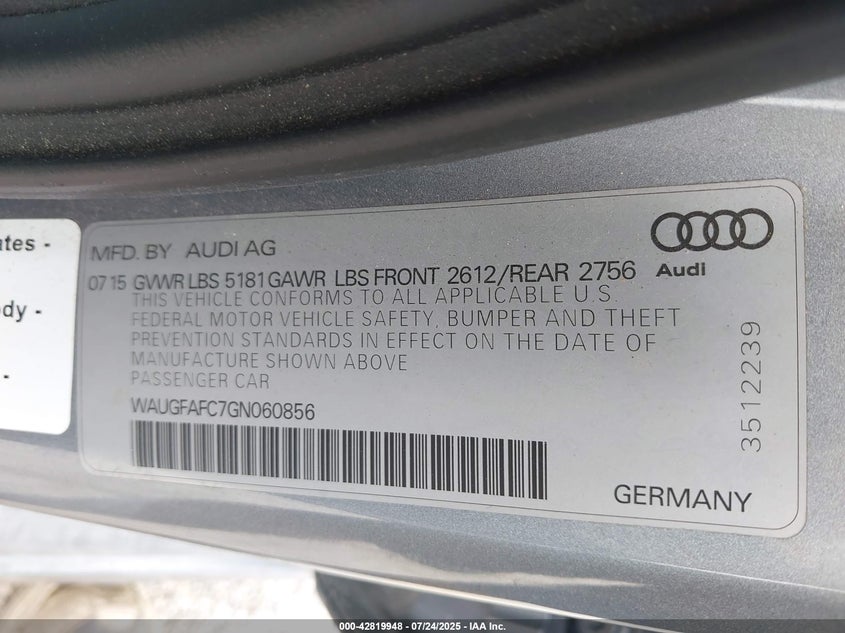 ates -
dy -
-
MFD. BY AUDI AG
07 15 GVWR LBS 5181 GAWR LBS FRONT 2612/REAR 2756
THIS VEHICLE CONFORMS TO ALL APPLICABLE U.S.
FEDERAL MOTOR VEHICLE SAFETY, BUMPER AND THEFT
PREVENTION STANDARDS IN EFFECT ON THE DATE OF
MANUFACTURE SHOWN ABOVE
PASSENGER CAR
WAUGFAFC7GN060856
Audi
3512239
GERMANY
000-42819948 - 07/24/2025 - IAA Inc.